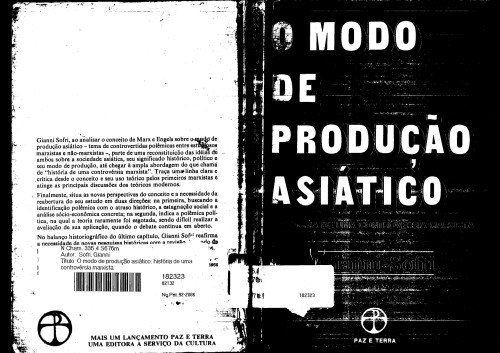 Gianni Sofri, ao analisar o conceito de Marx e Engels sobre o modo de
produção asiático – tema de controvertidas polêmicas entre estudiosos
marxistas e não-marxistas –, parte de uma reconstituição das idéias de
ambos sobre a sociedade asiática, seu significado histórico, político e
seu modo de produção, até chegar à ampla abordagem do que chama
de "história de uma controvérsia marxista". Traça uma linha clara e
crítica desde o conceito e seu uso teórico pelos primeiros marxistas e
atinge as principais discussões dos teóricos modernos.
Finalmente, situa as novas perspectivas do conceito e a necessidade da
reabertura do seu estudo em duas direções: na primeira, buscando a
identificação polêmica com o atraso histórico, a estagnação social e a
análise sócio-econômica concreta; na segunda, indica a polêmica polí-
tica, na qual a teoria raramente foi segotada, sendo difícil realizar a
avaliação de sua aplicação, quando o debate continua em aberto.
No balanço historiográfico do último capítulo, Gianni Sofri reafirma
a necessidade de novas pesquisas históricas com a revisão
N.Cham. 335.4 S676m
Autor: Sofri, Gianni
Título: O modo de produção asiático: história de uma
controvérsia marxista.
182323
02132
Ng.Pat.:92-2086
MAIS UM LANÇAMENTO PAZ E TERRA
UMA EDITORA A SERVIÇO DA CULTURA
O MODO
DE
PRODUÇÃO
ASIÁTICO
182323
PAZ E TERRA